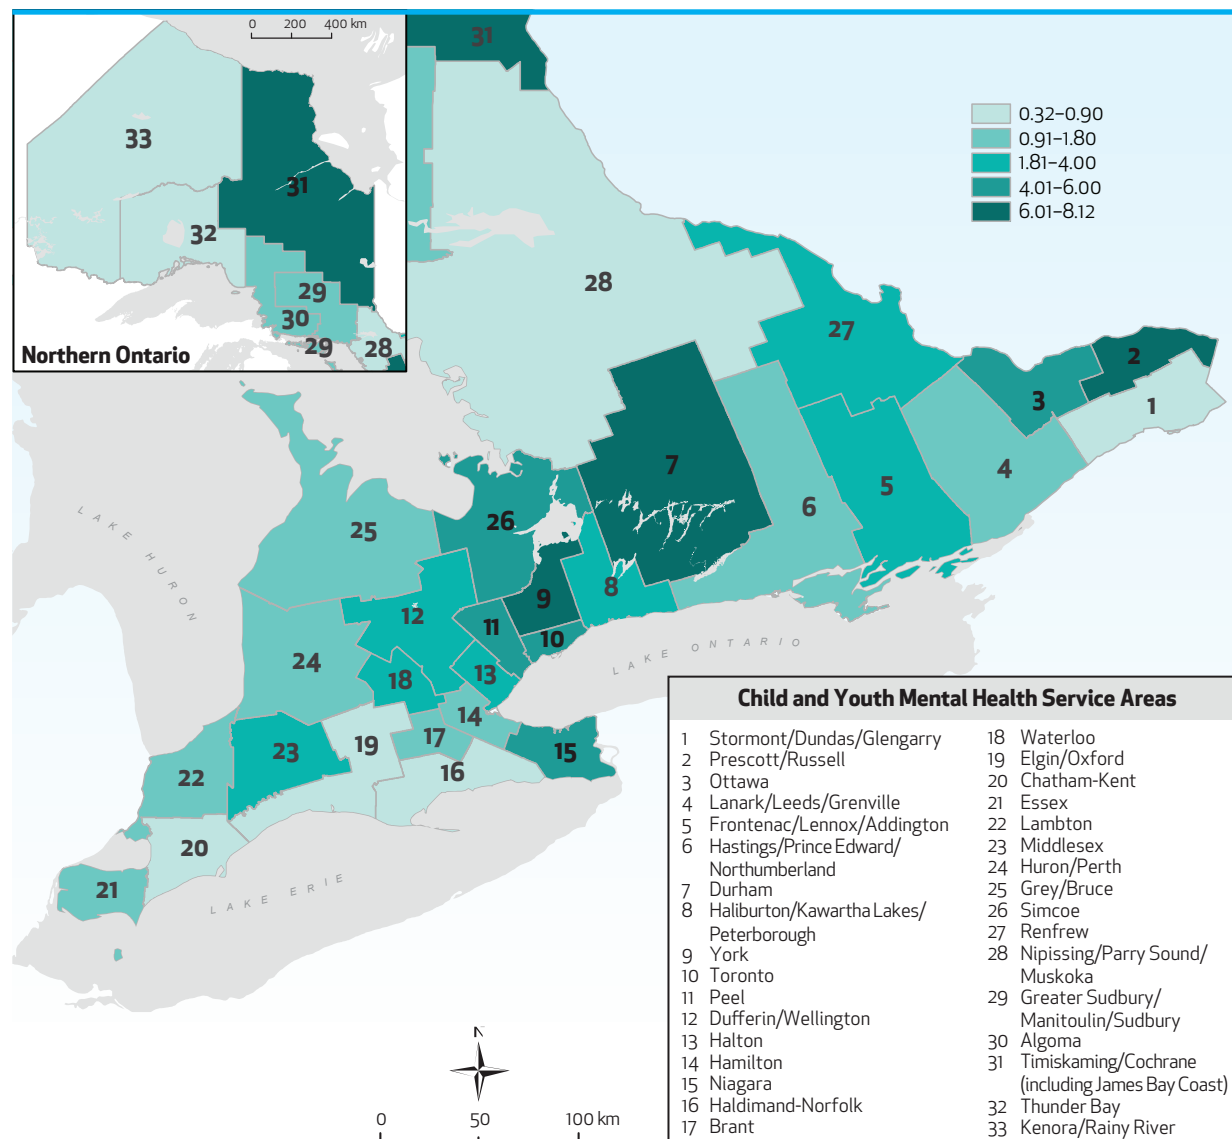 0 200 400 km
31
33
31
32
29
30
29
28
Northern Ontario
0.32–0.90
0.91–1.80
1.81–4.00
4.01–6.00
6.01–8.12
28
27
2
3
1
7
4
5
6
25
26
8
9
12
11
10
24
18
13
14
17
19
23
15
16
22
20
21
LAKE HURON
LAKE ONTARIO
LAKE ERIE
Child and Youth Mental Health Service Areas
1 Stormont/Dundas/Glengarry
2 Prescott/Russell
3 Ottawa
4 Lanark/Leeds/Grenville
5 Frontenac/Lennox/Addington
6 Hastings/Prince Edward/
Northumberland
7 Durham
8 Haliburton/Kawartha Lakes/
Peterborough
9 York
10 Toronto
11 Peel
12 Dufferin/Wellington
13 Halton
14 Hamilton
15 Niagara
16 Haldimand-Norfolk
17 Brant
18 Waterloo
19 Elgin/Oxford
20 Chatham-Kent
21 Essex
22 Lambton
23 Middlesex
24 Huron/Perth
25 Grey/Bruce
26 Simcoe
27 Renfrew
28 Nipissing/Parry Sound/
Muskoka
29 Greater Sudbury/
Manitoulin/Sudbury
30 Algoma
31 Timiskaming/Cochrane
(including James Bay Coast)
32 Thunder Bay
33 Kenora/Rainy River
N
0 50 100 km